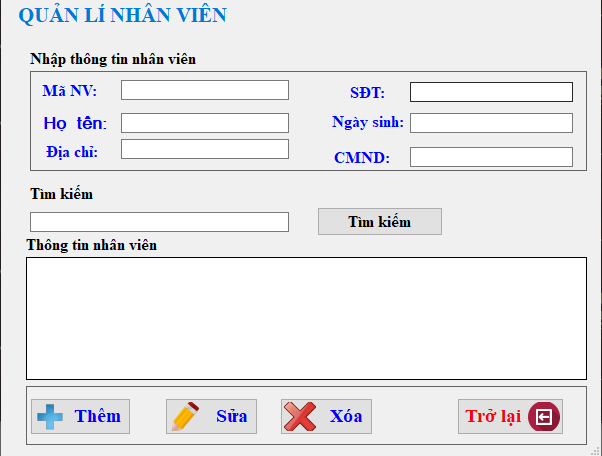 QUẢN LÍ NHÂN VIÊN
Nhập thông tin nhân viên
Mã NV:
SĐT:
Họ tên:
Ngày sinh:
Địa chỉ:
CMND:
Tìm kiếm
Tìm kiếm
Thông tin nhân viên
Thêm
Sửa
Xóa
Trở lại